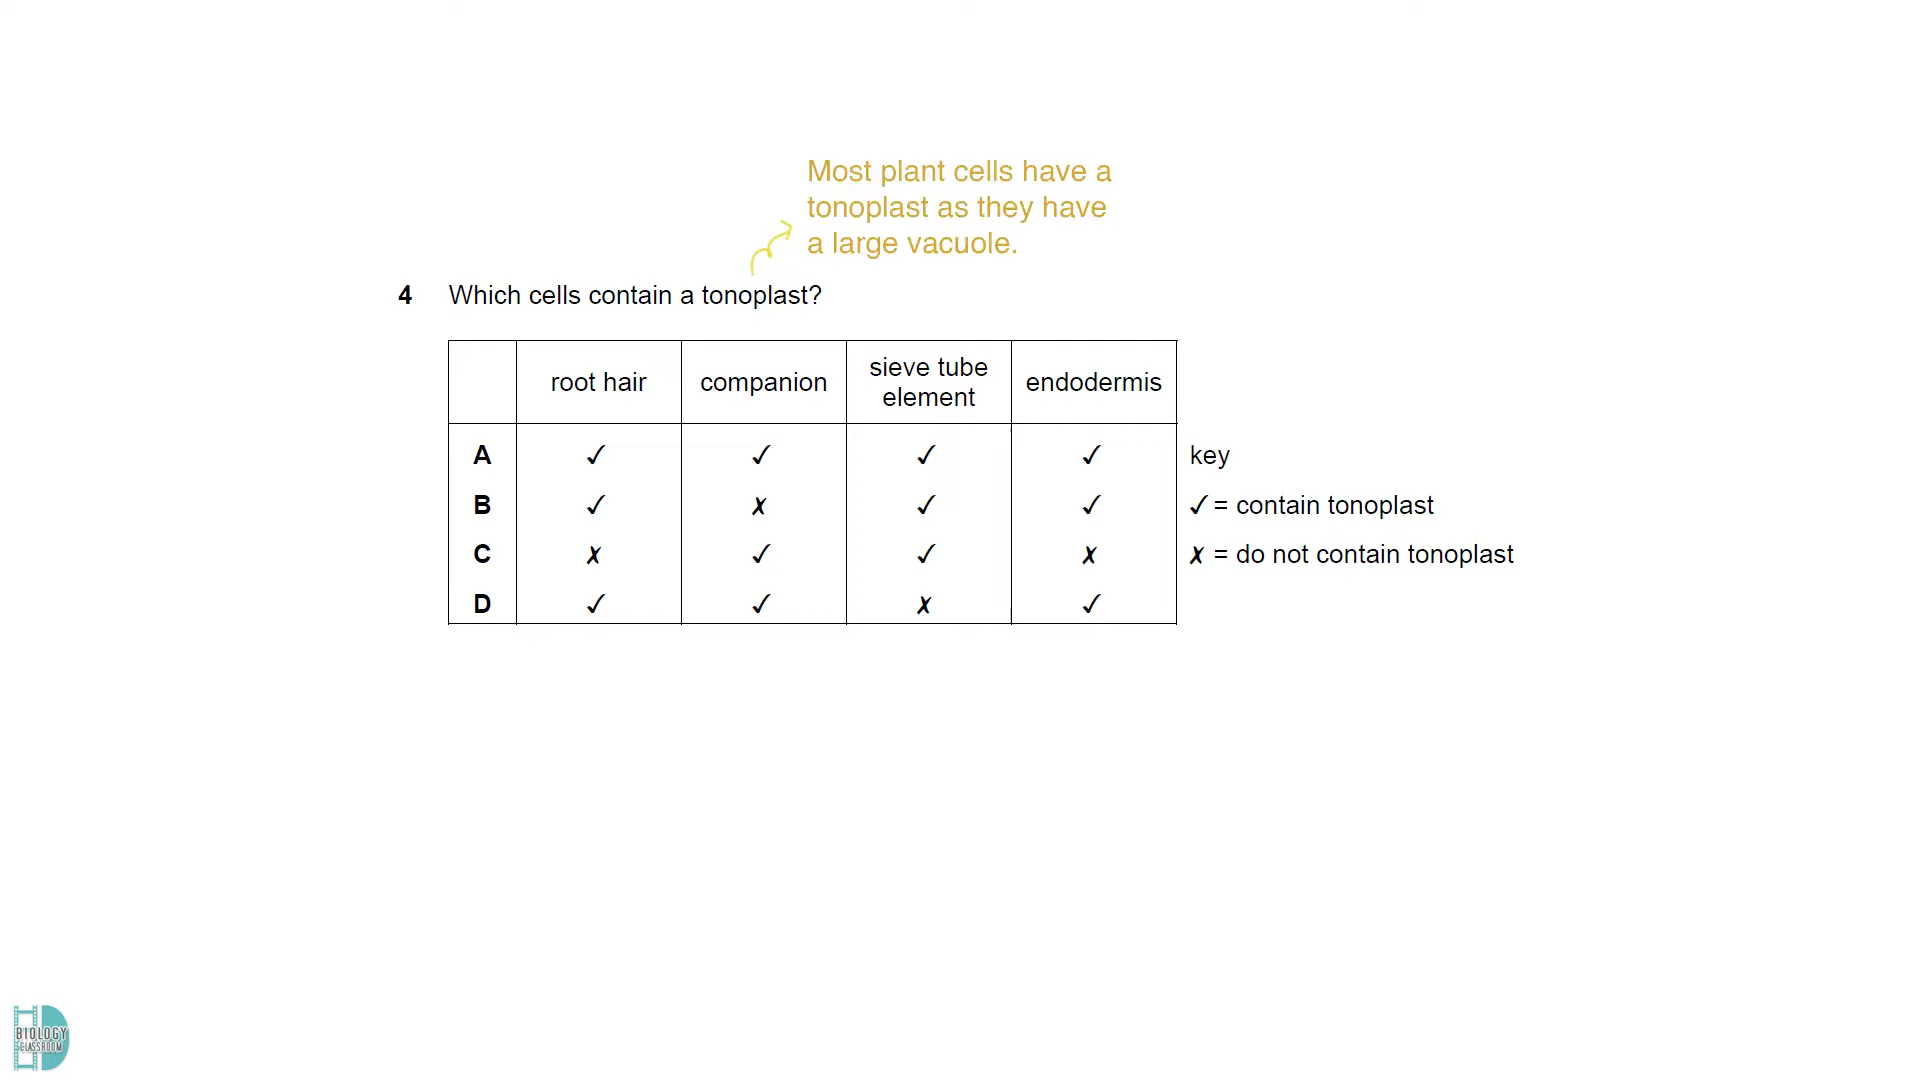 Most plant cells have a
tonoplast as they have
a large vacuole.
4 Which cells contain a tonoplast?
root hair companion sieve tube element endermis
A ✓ ✓ ✓ ✓ key
B ✓ ✗ ✓ ✓ ✓ = contain tonoplast
C ✗ ✓ ✓ ✗ ✗ = do not contain tonoplast
D ✓ ✓ ✗ ✓
BIOLOGY
CLASSROOM